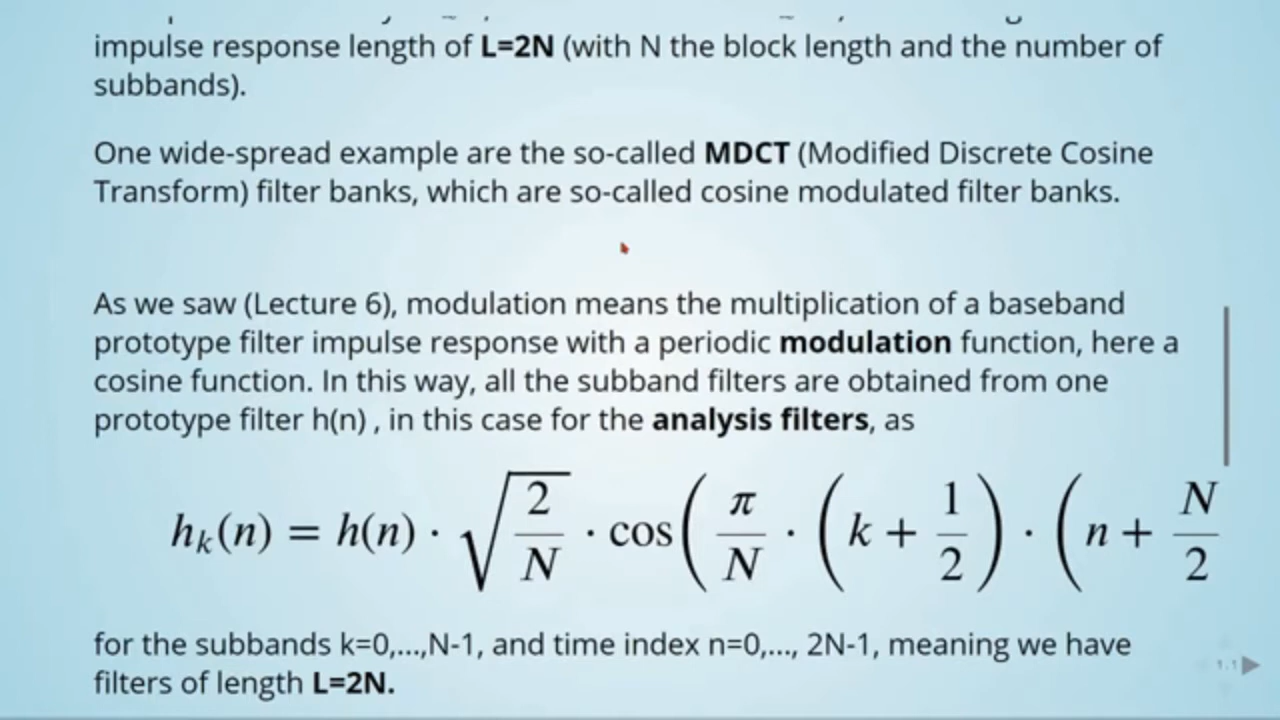 impulse response length of L=2N (with N the block length and the number of
subbands).
One wide-spread example are the so-called MDCT (Modified Discrete Cosine
Transform) filter banks, which are so-called cosine modulated filter banks.
As we saw (Lecture 6), modulation means the multiplication of a baseband
prototype filter impulse response with a periodic modulation function, here a
cosine function. In this way, all the subband filters are obtained from one
prototype filter h(n) , in this case for the analysis filters, as
hₖ(n) = h(n) · √(2/N) · cos(π/N · (k + 1/2) · (n + N/2
for the subbands k=0,...,N-1, and time index n=0,..., 2N-1, meaning we have
filters of length L=2N.
1.1